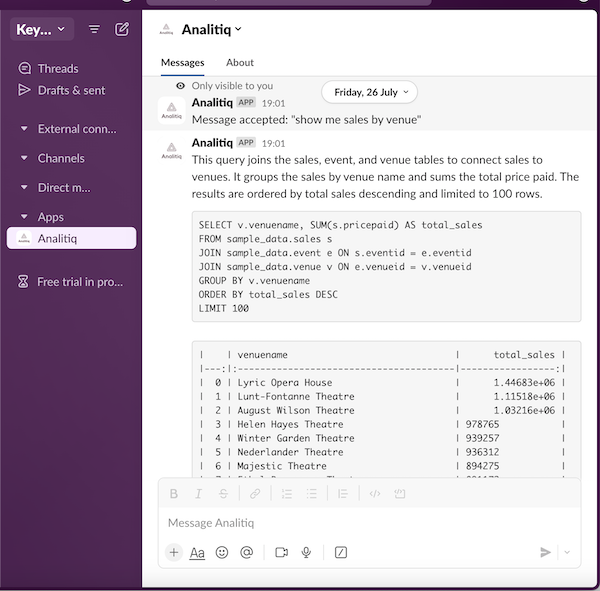 Key...
Analitiq
Threads
Drafts & sent
External conn...
Channels
Direct m...
Apps
Analitiq
Free trial in pro...
Messages
About
Only visible to you
Friday, 26 July
Analitiq APP 19:01
Message accepted: "show me sales by venue"
Analitiq APP 19:01
This query joins the sales, event, and venue tables to connect sales to
venues. It groups the sales by venue name and sums the total price paid. The
results are ordered by total sales descending and limited to 100 rows.
SELECT v.venuename, SUM(s.pricepaid) AS total_sales
FROM sample_data.sales s
JOIN sample_data.event e ON s.eventid = e.eventid
JOIN sample_data.venue v ON e.venueid = v.venueid
GROUP BY v.venuename
ORDER BY total_sales DESC
LIMIT 100
| | venuename | total_sales |
|---:|:-----------------------------------|----------------:|
| 0 | Lyric Opera House | 1.44683e+06 |
| 1 | Lunt-Fontanne Theatre | 1.11518e+06 |
| 2 | August Wilson Theatre | 1.03216e+06 |
| 3 | Helen Hayes Theatre | 978765 |
| 4 | Winter Garden Theatre | 939257 |
| 5 | Nederlander Theatre | 936312 |
| 6 | Majestic Theatre | 894275 |
Message Analitiq